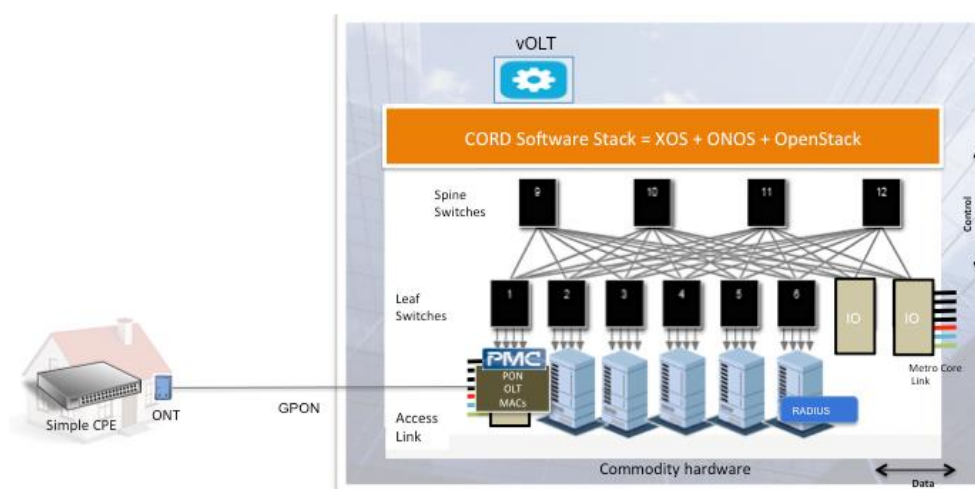 vOLT
CORD Software Stack = XOS + ONOS + OpenStack
Spine
Switches
9
10
11
12
Control
Leaf
Switches
1
2
3
4
5
6
IO
IO
PMC
PON
OLT
MACs
Metro Core
Link
RADIUS
Simple CPE
ONT
GPON
Access
Link
Commodity hardware
Data